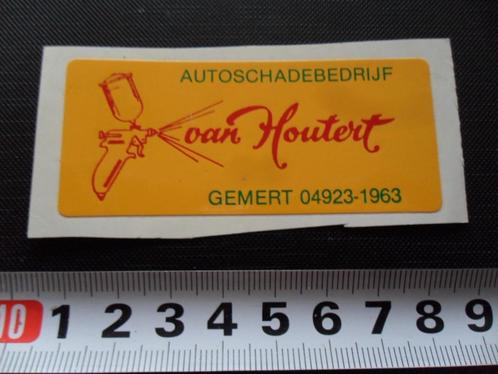 AUTOSCHADEBEDRIJF
van Houtert
GEMERT 04923-1963
10 1 2 3 4 5 6 7 8 9